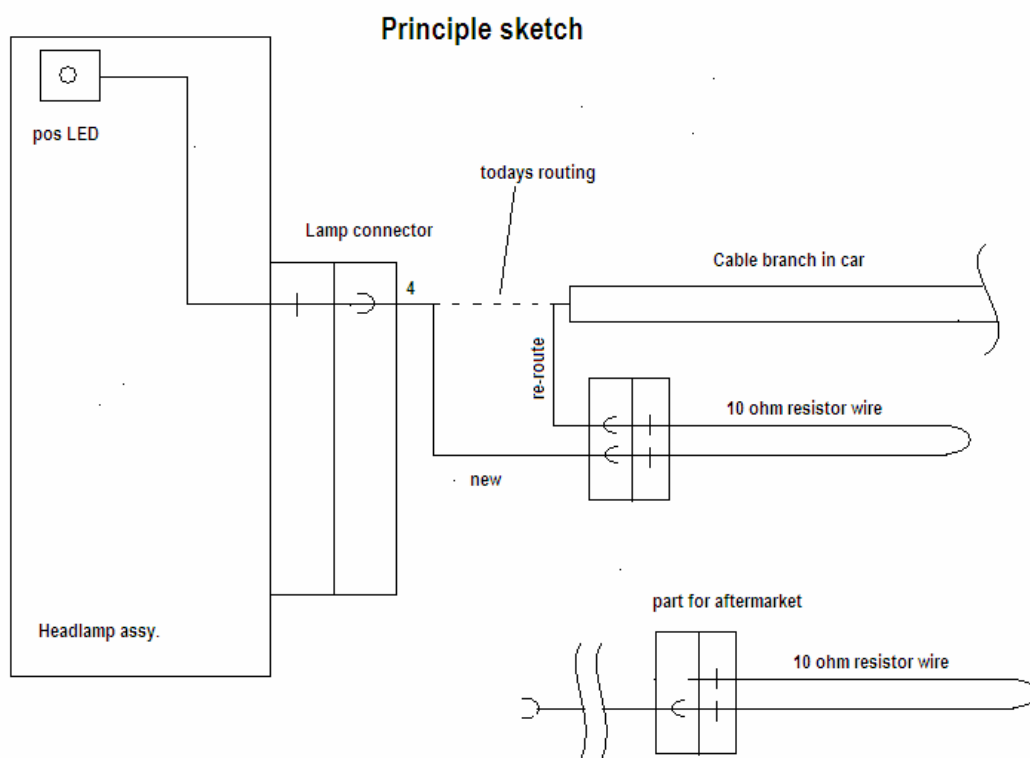 Principle sketch
pos LED
todays routing
Lamp connector
Cable branch in car
4
re-route
10 ohm resistor wire
new
part for aftermarket
Headlamp assy.
10 ohm resistor wire